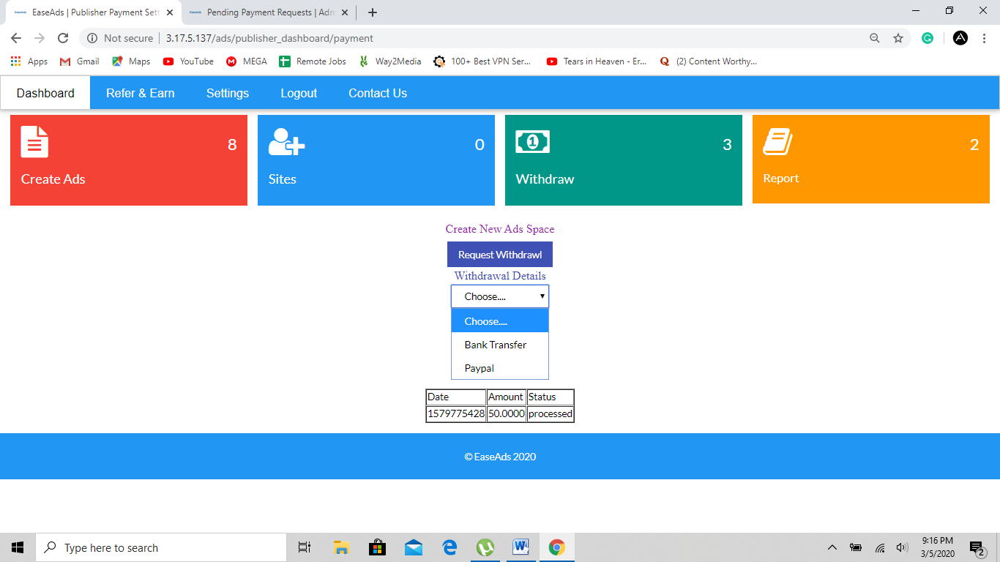 EaseAds | Publisher Payment Sett
Pending Payment Requests | Adm
Not secure | 3.17.5.137/ads/publisher_dashboard/payment
Apps Gmail Maps YouTube MEGA Remote Jobs Way2Media 100+ Best VPN Ser... Tears in Heaven - Er... (2) Content Worthy...
Dashboard Refer & Earn Settings Logout Contact Us
8
Create Ads
0
Sites
1
3
Withdraw
2
Report
Create New Ads Space
Request Withdrawl
Withdrawal Details
Choose....
Choose....
Bank Transfer
Paypal
Date Amount Status
1579775428 50.0000 processed
© EaseAds 2020
Type here to search
9:16 PM
3/5/2020
2